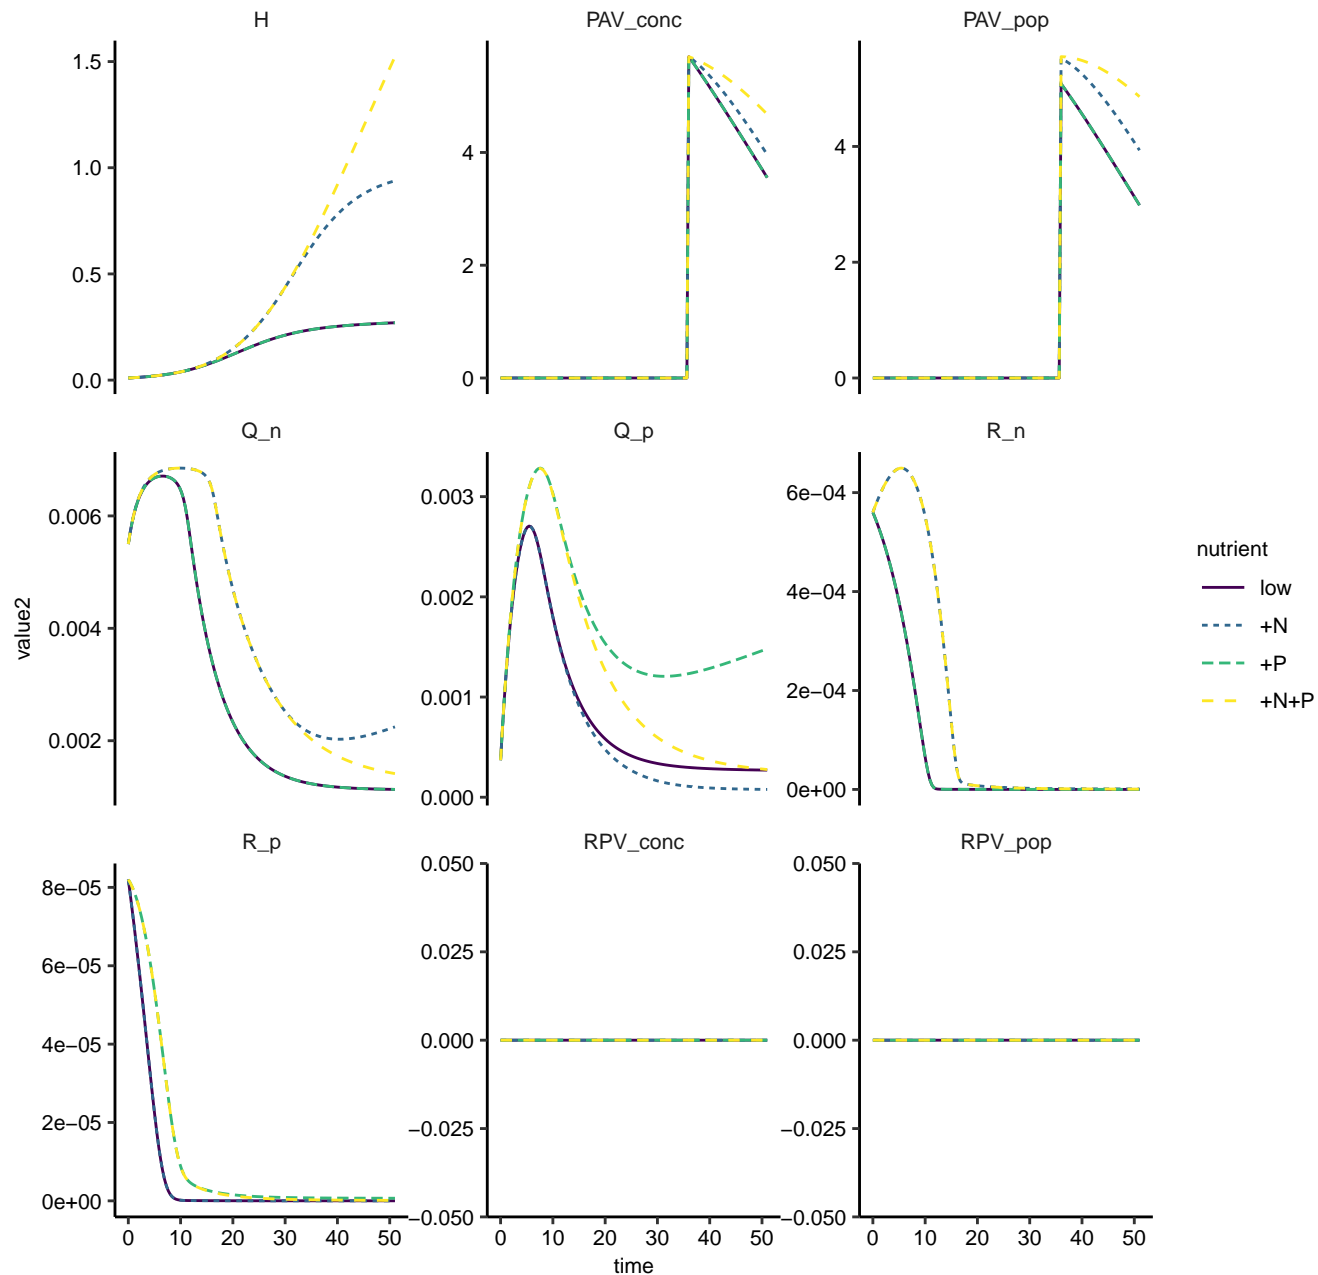 H
PAV_conc
PAV_pop
1.5
1.0
0.5
0.0
4
2
0
4
2
0
Q_n
Q_p
R_n
0.006
0.004
0.002
0.003
0.002
0.001
0.000
6e−04
4e−04
2e−04
0e+00
R_p
RPV_conc
RPV_pop
8e−05
6e−05
4e−05
2e−05
0e+00
0.050
0.025
0.000
−0.025
−0.050
0.050
0.025
0.000
−0.025
−0.050
0 10 20 30 40 50
0 10 20 30 40 50
0 10 20 30 40 50
time
value2
nutrient
low
+N
+P
+N+P